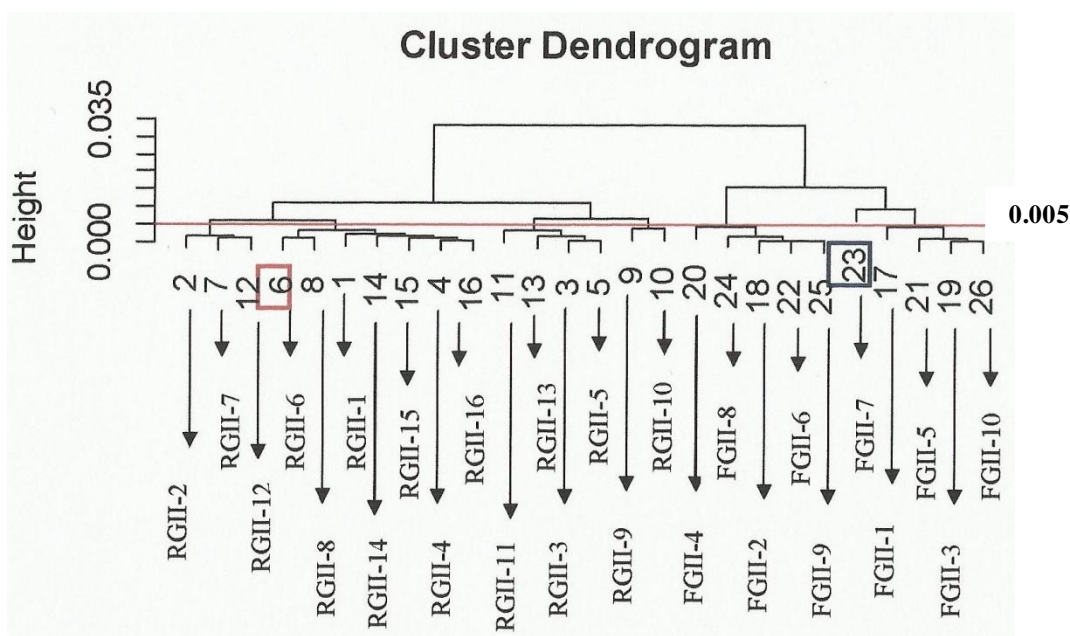 Cluster Dendrogram
Height
0.035
0.000
0.005
2
7
12
6
8
1
14
15
4
16
11
13
3
5
9
10
20
24
18
22
25
23
17
21
19
26
RGII-2
RGII-7
RGII-12
RGII-6
RGII-8
RGII-1
RGII-14
RGII-15
RGII-4
RGII-16
RGII-11
RGII-13
RGII-3
RGII-5
RGII-9
RGII-10
FGII-4
FGII-8
FGII-2
FGII-6
FGII-9
FGII-7
FGII-1
FGII-5
FGII-3
FGII-10